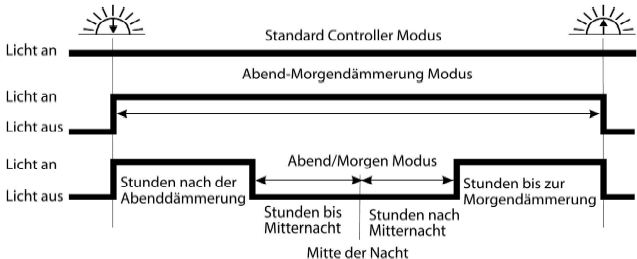 Standard Controller Modus
Licht an
Abend-Morgendämmerung Modus
Licht an
Licht aus
Licht an
Abend/Morgen Modus
Licht aus
Stunden nach der
Abenddämmerung
Stunden bis zur
Morgendämmerung
Stunden bis
Mitternacht
Stunden nach
Mitternacht
Mitte der Nacht